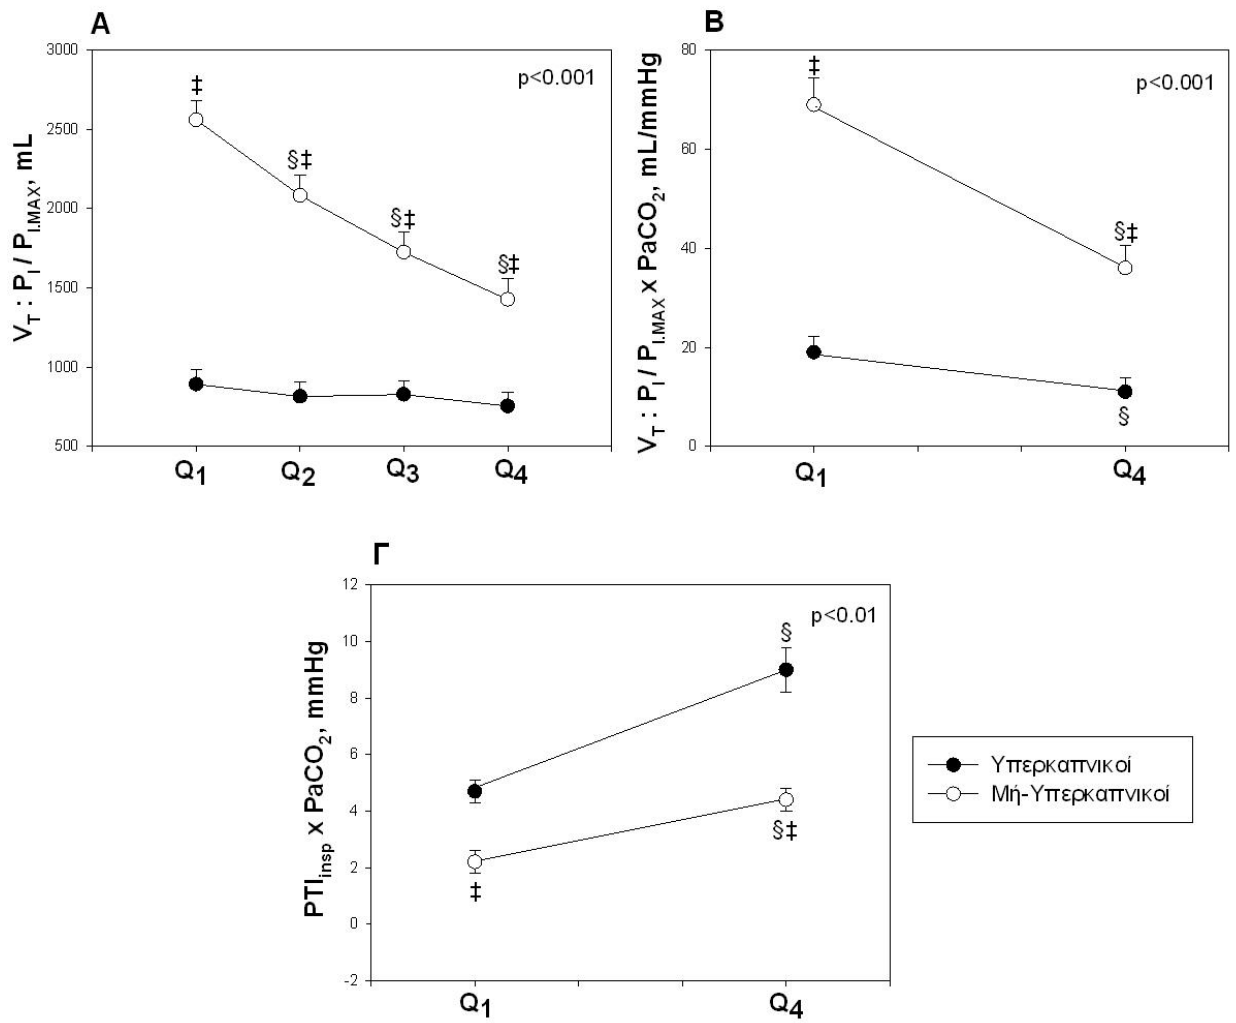 A
V_T : P_I / P_I.MAX, mL
3000
2500
2000
1500
1000
500
p<0.001
‡
§‡
§‡
§‡
Q1
Q2
Q3
Q4
B
V_T : P_I / P_I.MAX x PaCO2, mL/mmHg
80
60
40
20
0
p<0.001
‡
§‡
§
Q1
Q4
Γ
PTI_insp x PaCO2, mmHg
12
10
8
6
4
2
0
-2
p<0.01
§
§‡
‡
Q1
Q4
Υπερκαπνικοί
Μή-Υπερκαπνικοί